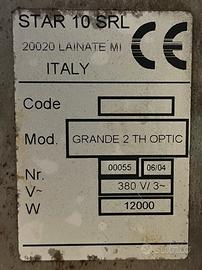 STAR 10 SRL
20020 LAINATE MI
CE
ITALY
Code
Mod. GRANDE 2 TH OPTIC
Nr. 00055 06/04
V~ 380 V/ 3~
W 12000